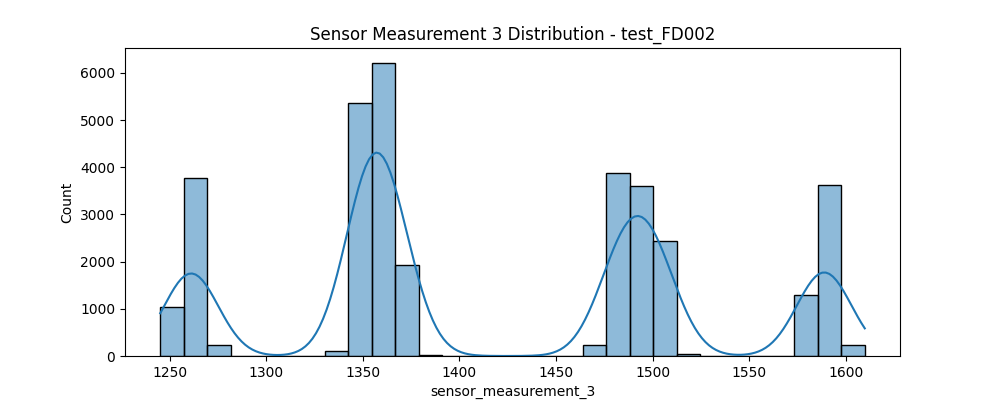 Sensor Measurement 3 Distribution - test_FD002
6000
5000
4000
3000
2000
1000
0
Count
1250 1300 1350 1400 1450 1500 1550 1600
sensor_measurement_3